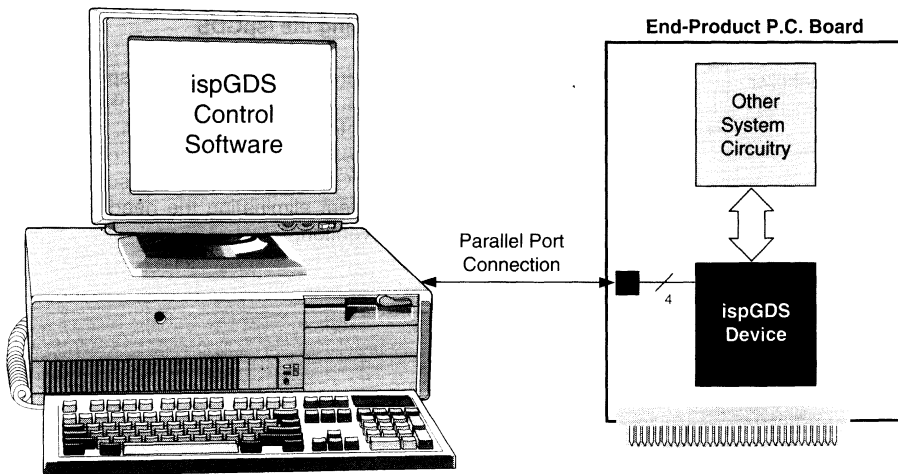 End-Product P.C. Board
ispGDS
Control
Software
Other
System
Circuitry
Parallel Port
Connection
4
ispGDS
Device